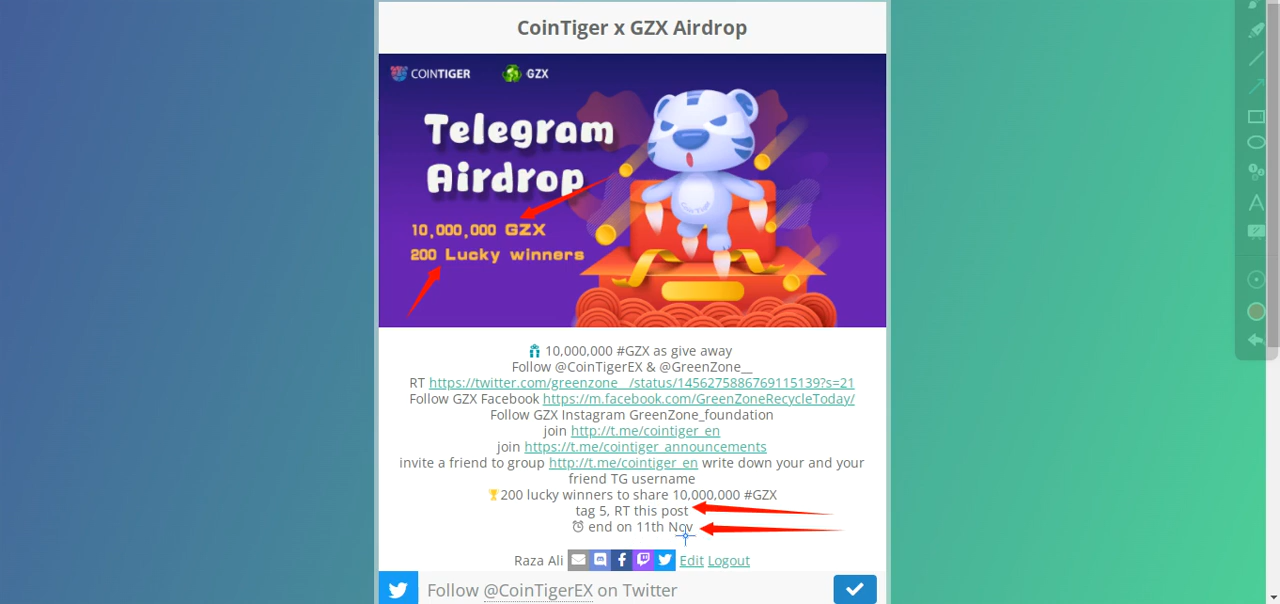 CoinTiger x GZX Airdrop
COINTIGER GZX
Telegram
Airdrop
10,000,000 GZX
200 Lucky winners
CoinTiger
10,000,000 #GZX as give away
Follow @CoinTigerEX & @GreenZone__
RT https://twitter.com/greenzone__/status/1456275886769115139?s=21
Follow GZX Facebook https://m.facebook.com/GreenZoneRecycleToday/
Follow GZX Instagram GreenZone_foundation
join http://t.me/cointiger_en
join https://t.me/cointiger_announcements
invite a friend to group http://t.me/cointiger_en write down your and your
friend TG username
200 lucky winners to share 10,000,000 #GZX
tag 5, RT this post
end on 11th Nov
Raza Ali Edit Logout
Follow @CoinTigerEX on Twitter